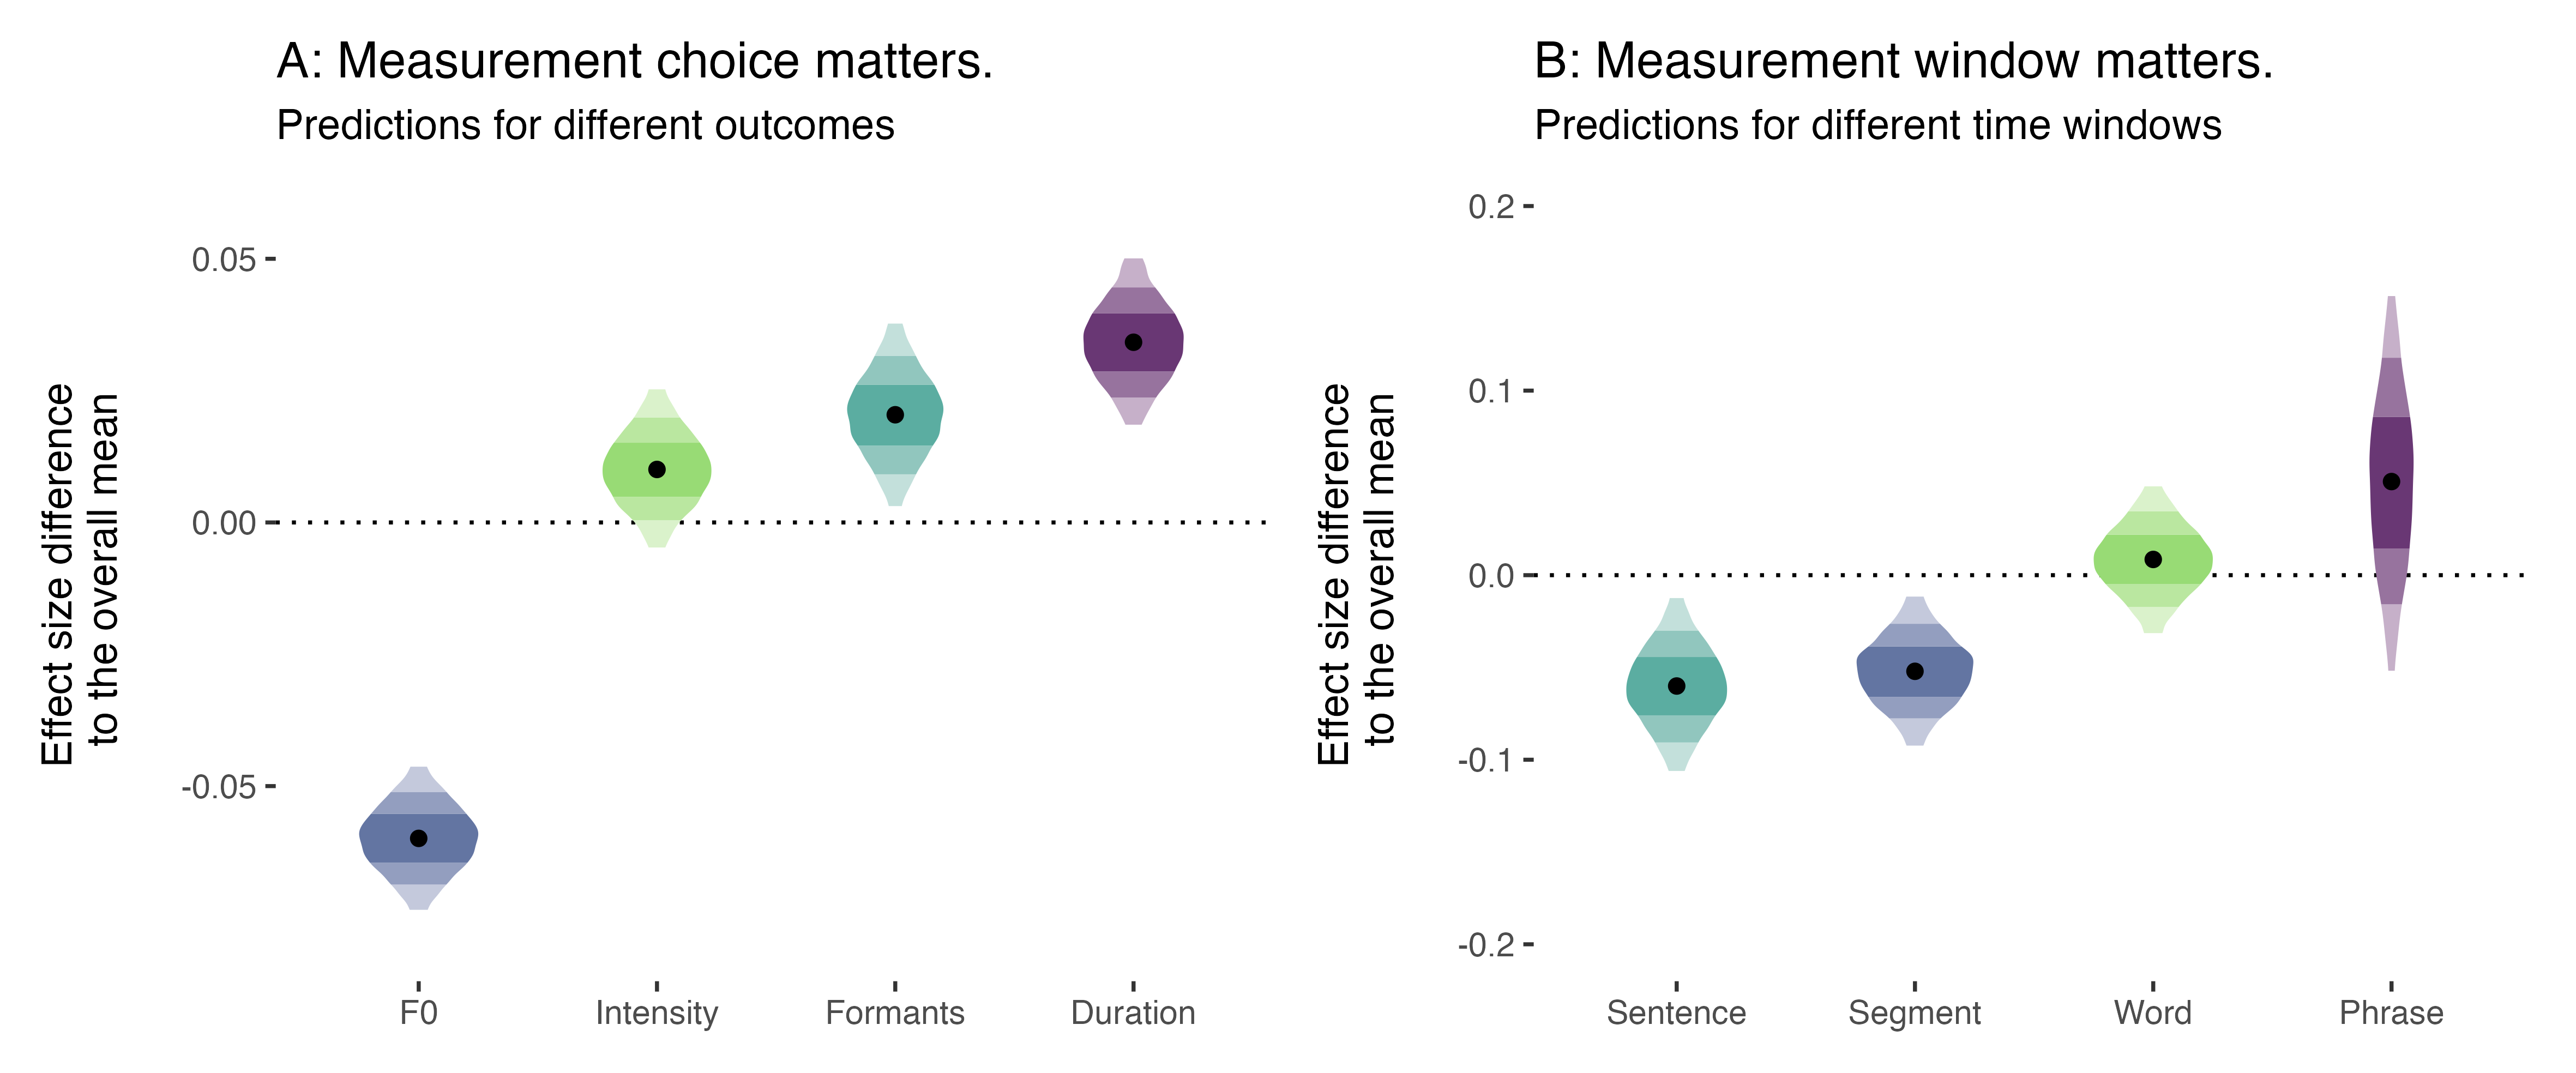 A: Measurement choice matters.
Predictions for different outcomes
Effect size difference
to the overall mean
0.05
0.00
-0.05
F0
Intensity
Formants
Duration
B: Measurement window matters.
Predictions for different time windows
Effect size difference
to the overall mean
0.2
0.1
0.0
-0.1
-0.2
Sentence
Segment
Word
Phrase